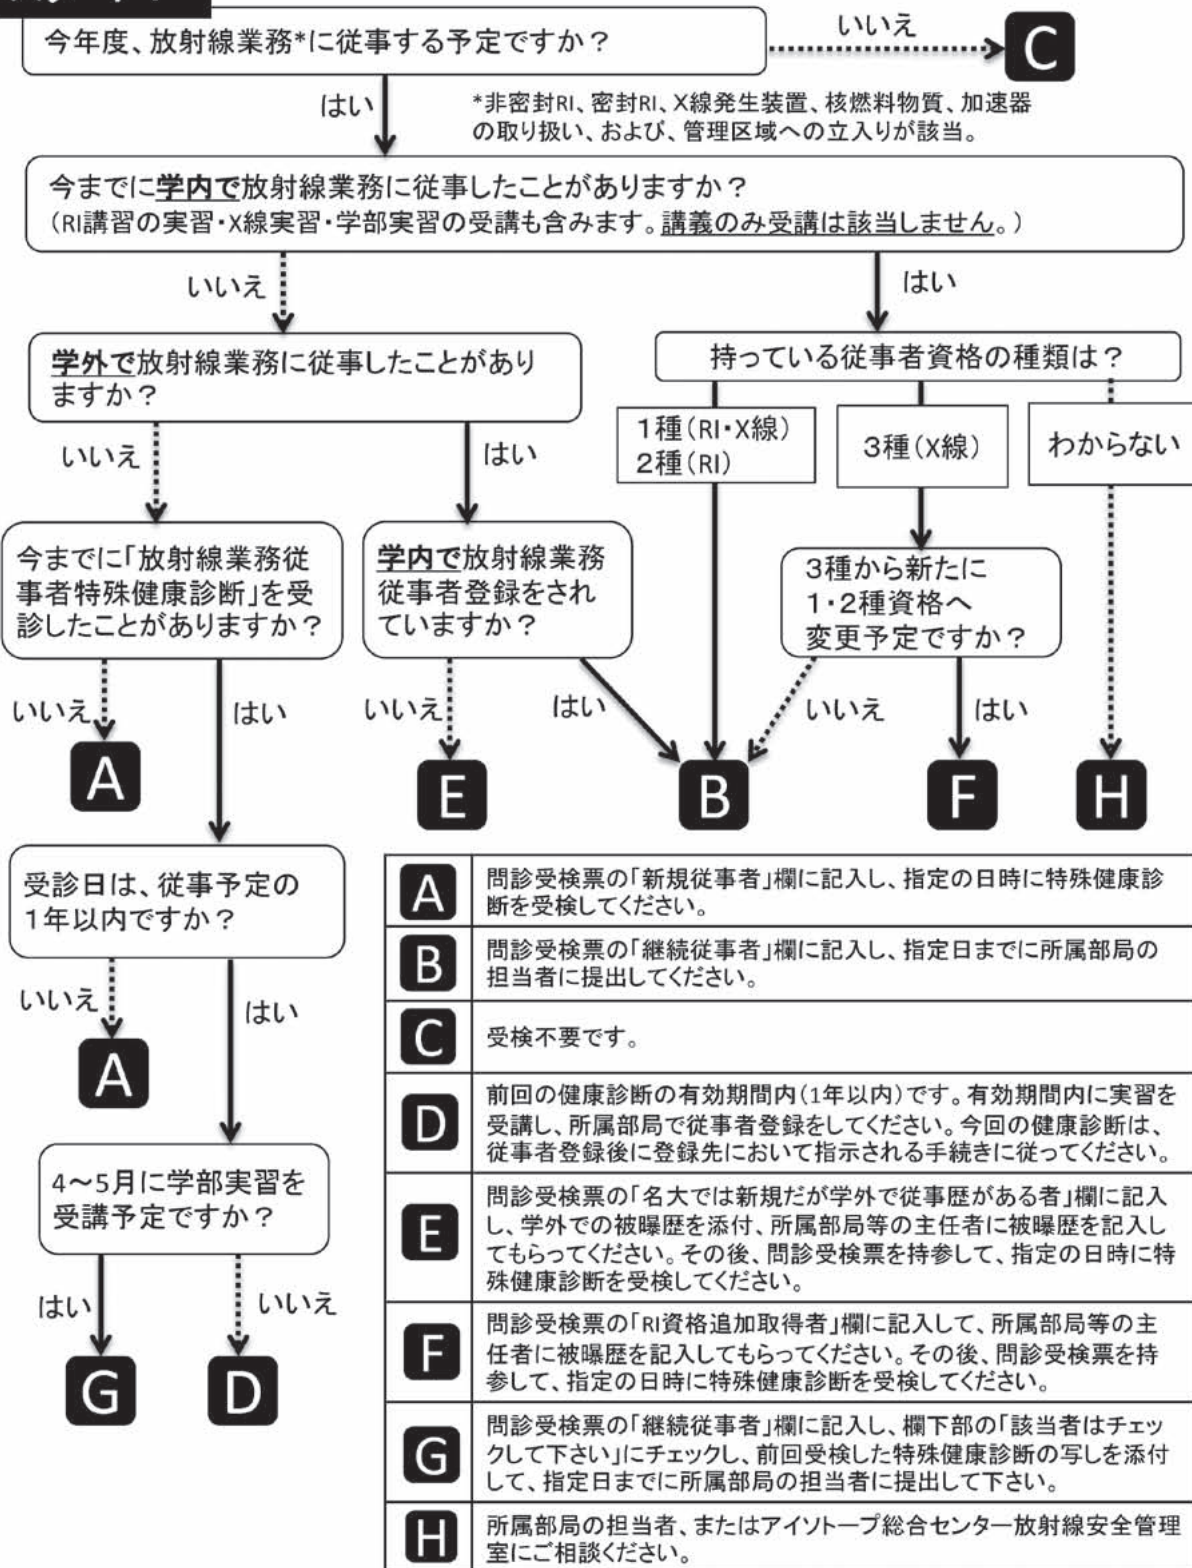 今年度、放射線業務*に従事する予定ですか？
いいえ
C
はい
*非密封RI、密封RI、X線発生装置、核燃料物質、加速器
の取り扱い、および、管理区域への立入りが該当。
今までに学内で放射線業務に従事したことがありますか？
（RI講習の実習・X線実習・学部実習の受講も含みます。講義のみ受講は該当しません。）
いいえ
はい
学外で放射線業務に従事したことがあり
ますか？
持っている従事者資格の種類は？
いいえ
はい
1種（RI・X線）
2種（RI）
3種（X線）
わからない
今までに「放射線業務従
事者特殊健康診断」を受
診したことがありますか？
学内で放射線業務
従事者登録をされ
ていますか？
3種から新たに
1・2種資格へ
変更予定ですか？
いいえ
はい
いいえ
はい
いいえ
はい
A
E
B
F
H
受診日は、従事予定の
1年以内ですか？
いいえ
はい
A
4～5月に学部実習を
受講予定ですか？
はい
いいえ
G
D
A
問診受検票の「新規従事者」欄に記入し、指定の日時に特殊健康診
断を受検してください。
B
問診受検票の「継続従事者」欄に記入し、指定日までに所属部局の
担当者に提出してください。
C
受検不要です。
D
前回の健康診断の有効期間内（1年以内）です。有効期間内に実習を
受講し、所属部局で従事者登録をしてください。今回の健康診断は、
従事者登録後に登録先において指示される手続きに従ってください。
E
問診受検票の「名大では新規だが学外で従事歴がある者」欄に記入
し、学外での被曝歴を添付、所属部局等の主任者に被曝歴を記入し
てもらってください。その後、問診受検票を持参して、指定の日時に特
殊健康診断を受検してください。
F
問診受検票の「RI資格追加取得者」欄に記入して、所属部局等の主
任者に被曝歴を記入してもらってください。その後、問診受検票を持
参して、指定の日時に特殊健康診断を受検してください。
G
問診受検票の「継続従事者」欄に記入し、欄下部の「該当者はチェッ
クして下さい」にチェックし、前回受検した特殊健康診断の写しを添付
して、指定日までに所属部局の担当者に提出して下さい。
H
所属部局の担当者、またはアイソトープ総合センター放射線安全管理
室にご相談ください。